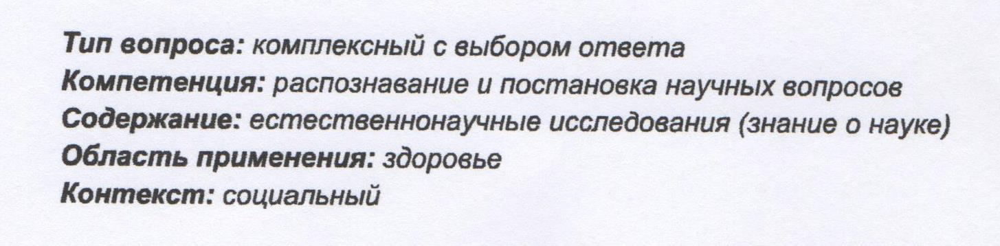 Тип вопроса: комплексный с выбором ответа
Компетенция: распознавание и постановка научных вопросов
Содержание: естественнонаучные исследования (знание о науке)
Область применения: здоровье
Контекст: социальный